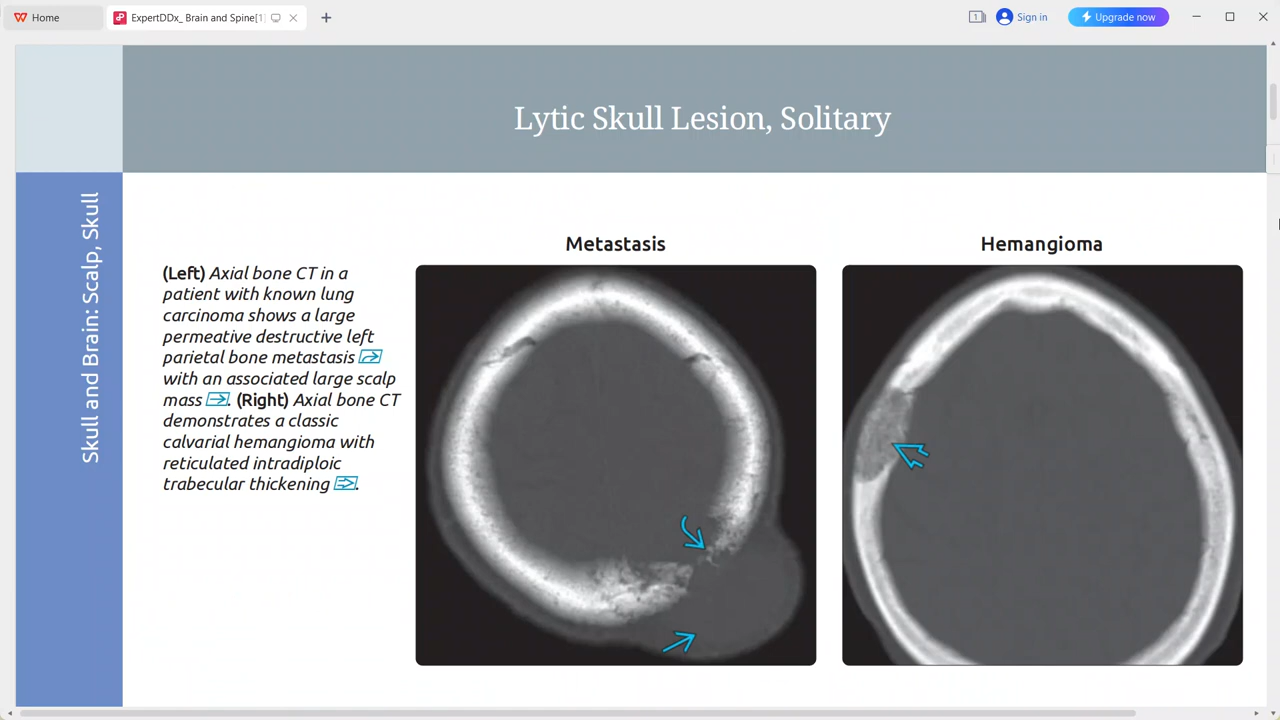 Home
ExpertDDx_ Brain and Spine[1]
1
Sign in
Upgrade now
Lytic Skull Lesion, Solitary
Skull and Brain: Scalp, Skull
Metastasis
Hemangioma
(Left) Axial bone CT in a
patient with known lung
carcinoma shows a large
permeative destructive left
parietal bone metastasis
with an associated large scalp
mass . (Right) Axial bone CT
demonstrates a classic
calvarial hemangioma with
reticulated intradiploic
trabecular thickening .